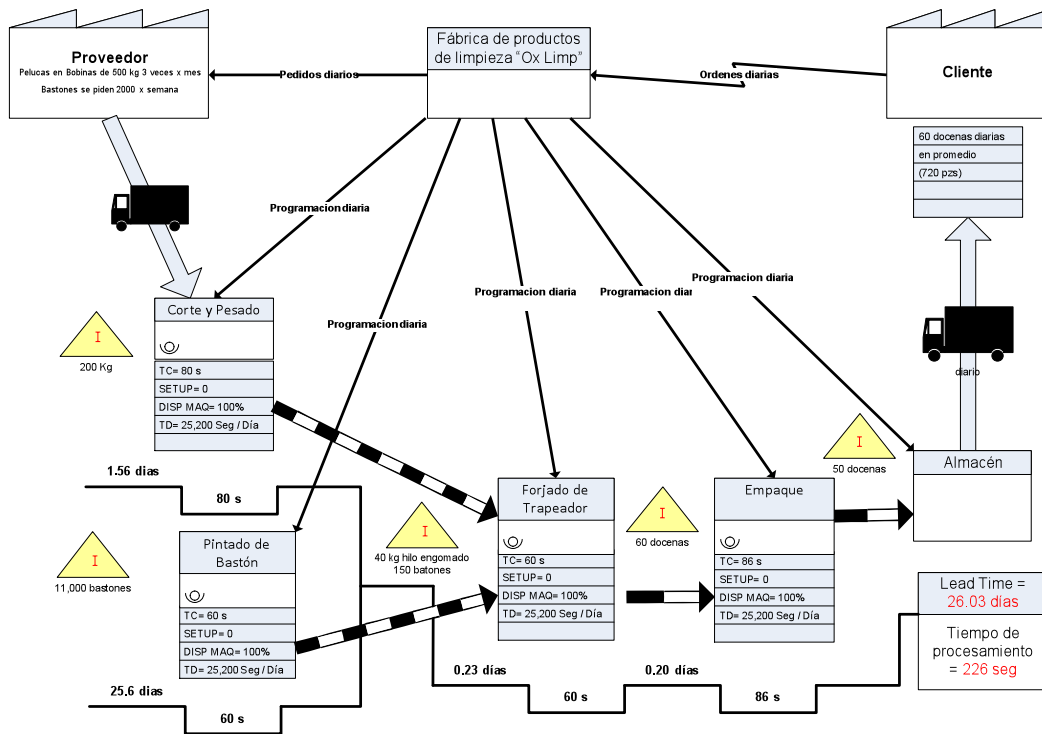 Proveedor
Pelucas en Bobinas de 500 kg 3 veces x mes
Bastones se piden 2000 x semana
Pedidos diarios
Fábrica de productos
de limpieza "Ox Limp"
Ordenes diarias
Cliente
60 docenas diarias
en promedio
(720 pzs)
Programacion diaria
Programacion diaria
Programacion diaria
Programacion diari
Programacion diaria
diario
Corte y Pesado
I
200 Kg
TC= 80 s
SETUP= 0
DISP MAQ= 100%
TD= 25,200 Seg / Día
1.56 días
80 s
Pintado de
Bastón
I
11,000 bastones
TC= 60 s
SETUP= 0
DISP MAQ= 100%
TD= 25,200 Seg / Día
25.6 dias
60 s
I
40 kg hilo engomado
150 batones
Forjado de
Trapeador
TC= 60 s
SETUP= 0
DISP MAQ= 100%
TD= 25,200 Seg / Día
0.23 días
60 s
I
60 docenas
Empaque
TC= 86 s
SETUP= 0
DISP MAQ= 100%
TD= 25,200 Seg / Día
0.20 días
86 s
I
50 docenas
Almacén
Lead Time =
26.03 días
Tiempo de
procesamiento
= 226 seg